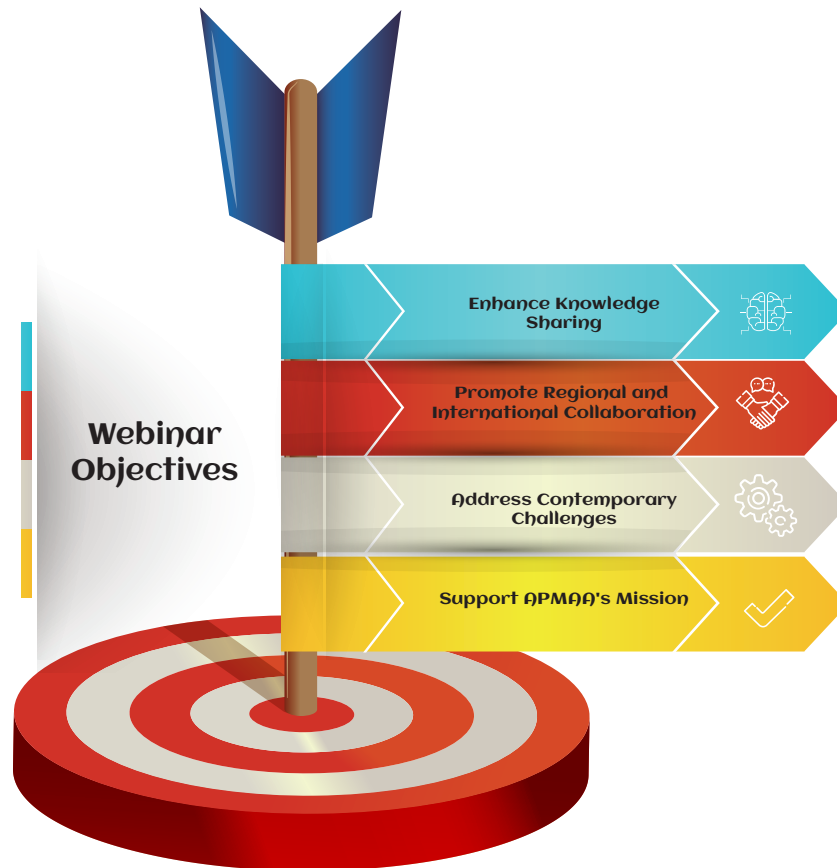 Webinar
Objectives
Enhance Knowledge
Sharing
Promote Regional and
International Collaboration
Address Contemporary
Challenges
Support APMAA's Mission